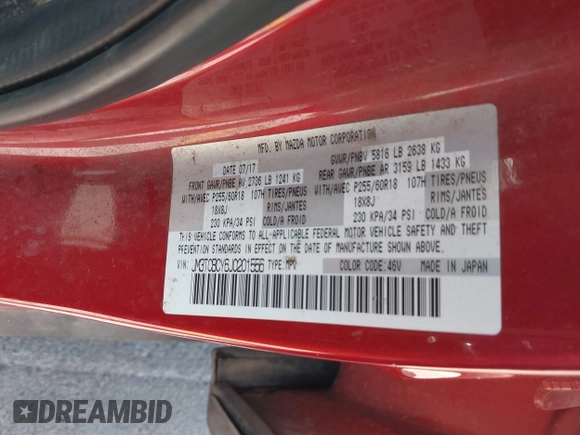 MFD. BY MAZDA MOTOR CORPORATION
DATE 07/17 GVWR/PNBV 5816 LB 2638 KG
FRONT GAWR/PNBE AV 2736 LB 1241 KG REAR GAWR/PNBE AR 3159 LB 1433 KG
WITH/AVEC P255/60R18 107H TIRES/PNEUS WITH/AVEC P255/60R18 107H TIRES/PNEUS
18X8J RIMS/JANTES 18X8J RIMS/JANTES
230 KPA/34 PSI COLD/FROID 230 KPA/34 PSI COLD/FROID
THIS VEHICLE CONFORMS TO ALL APPLICABLE FEDERAL MOTOR VEHICLE SAFETY AND THEFT
PREVENTION STANDARDS IN EFFECT ON THE DATE OF MANUFACTURE SHOWN ABOVE.
VIN: JM3TCBCY6J0201556 TYPE:MPV COLOR CODE:46V MADE IN JAPAN
DREAMBID